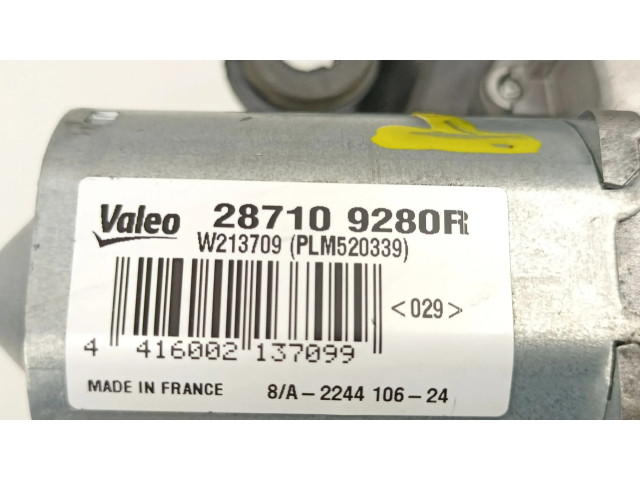 Valeo 28710 9280R
W213709 (PLM520339)
<029>
4 416002 137099
MADE IN FRANCE 8/A-2244 106-24